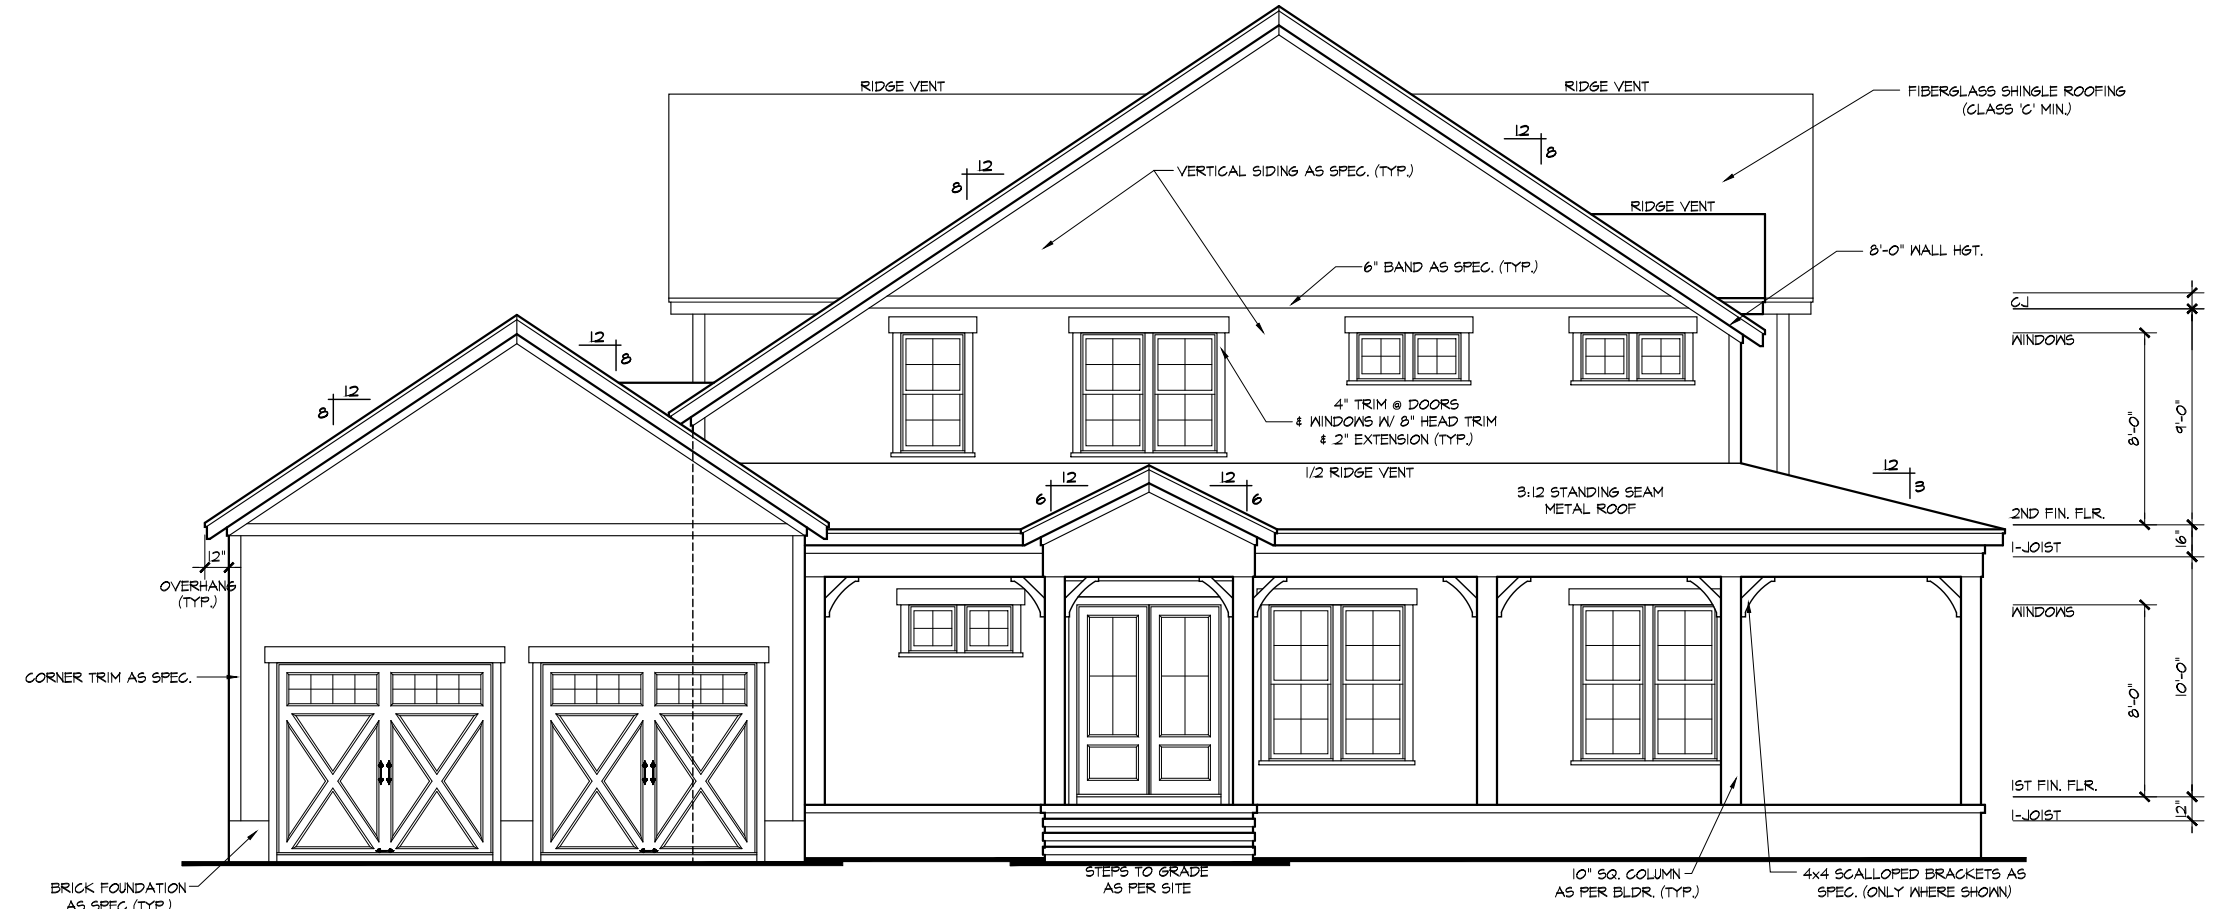 RIDGE VENT
RIDGE VENT
FIBERGLASS SHINGLE ROOFING
(CLASS 'C' MIN.)
12
8
12
8
VERTICAL SIDING AS SPEC. (TYP.)
RIDGE VENT
8'-0" WALL HGT.
6" BAND AS SPEC. (TYP.)
CJ
WINDOWS
12
8
12
8
4" TRIM @ DOORS
& WINDOWS W/ 8" HEAD TRIM
& 2" EXTENSION (TYP.)
8'-0"
9'-0"
1/2 RIDGE VENT
12
6
12
6
12
3
3:12 STANDING SEAM
METAL ROOF
2ND FIN. FLR.
16"
I-JOIST
12"
OVERHANG
(TYP.)
WINDOWS
CORNER TRIM AS SPEC.
8'-0"
10'-0"
1ST FIN. FLR.
12"
I-JOIST
STEPS TO GRADE
AS PER SITE
10" SQ. COLUMN
AS PER BLDR. (TYP.)
4x4 SCALLOPED BRACKETS AS
SPEC. (ONLY WHERE SHOWN)
BRICK FOUNDATION
AS SPEC (TYP.)